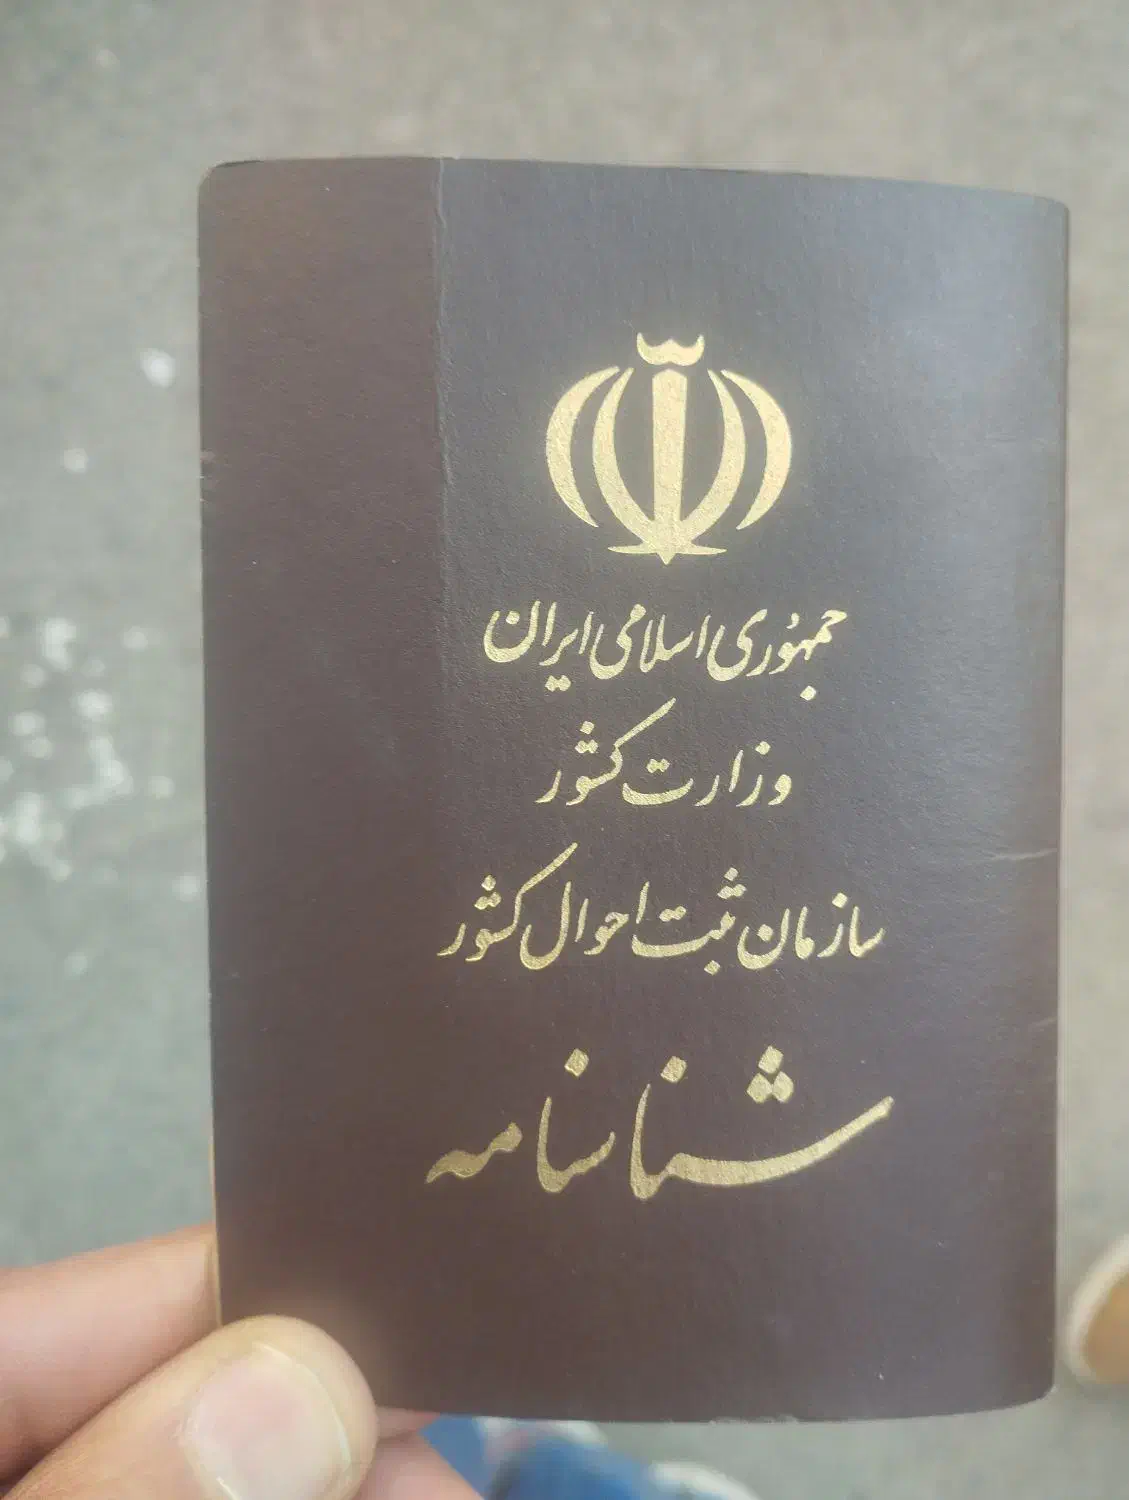 جمهوری اسلامی ایران
وزارت کشور
سازمان ثبت احوال کشور
شناسنامه